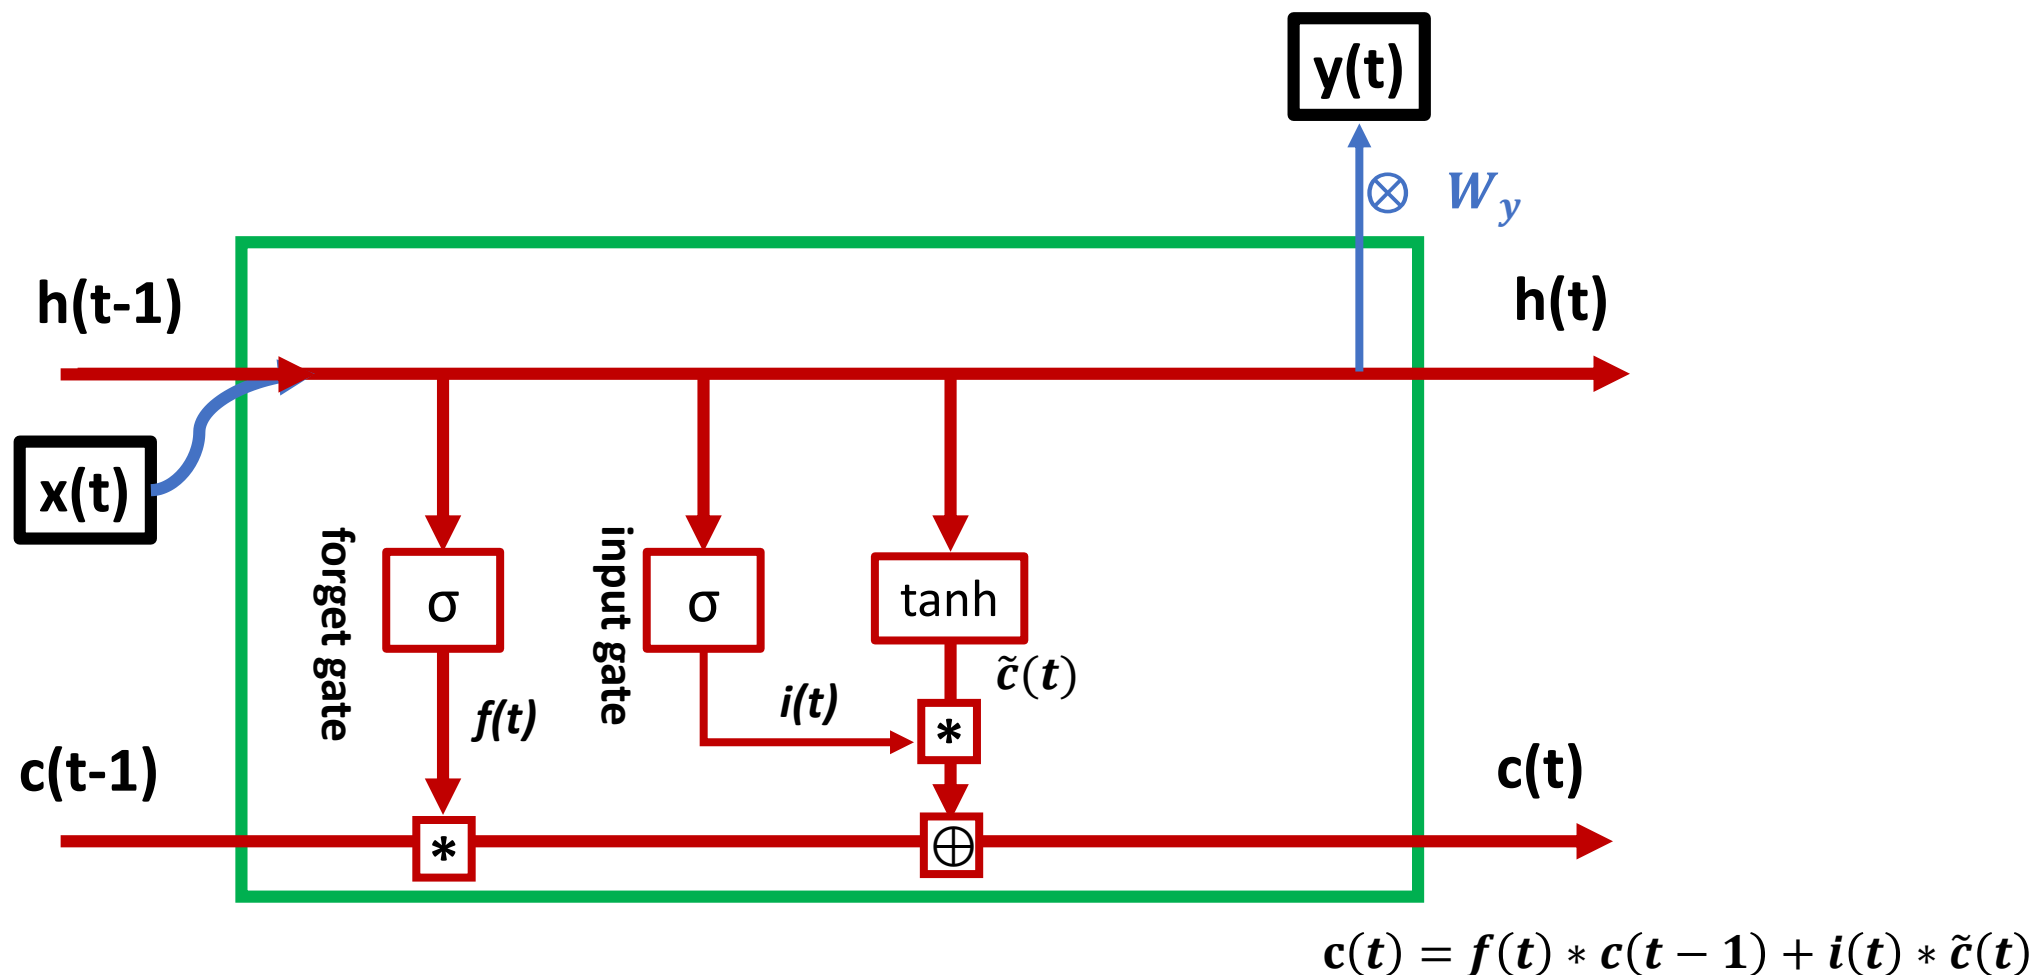 y(t)
⊗ W_y
h(t-1)
h(t)
x(t)
forget gate
σ
input gate
σ
tanh
c̃(t)
f(t)
i(t)
*
c(t-1)
c(t)
*
⊕
c(t) = f(t) * c(t − 1) + i(t) * c̃(t)